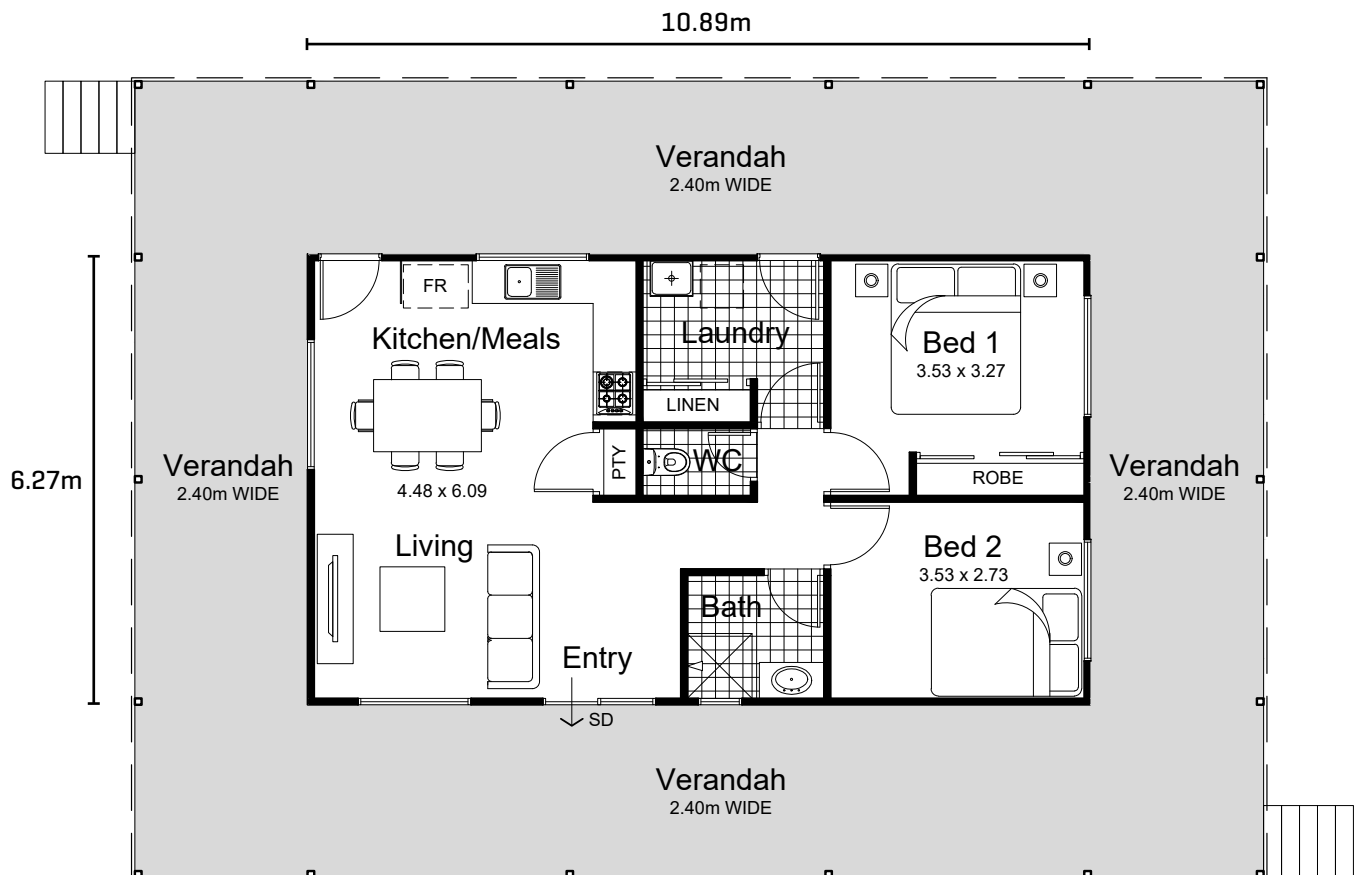 10.89m
Verandah
2.40m WIDE
FR
Kitchen/Meals
Laundry
Bed 1
3.53 x 3.27
LINEN
6.27m
Verandah
2.40m WIDE
4.48 x 6.09
PTY
WC
ROBE
Verandah
2.40m WIDE
Living
Bed 2
3.53 x 2.73
Bath
Entry
SD
Verandah
2.40m WIDE